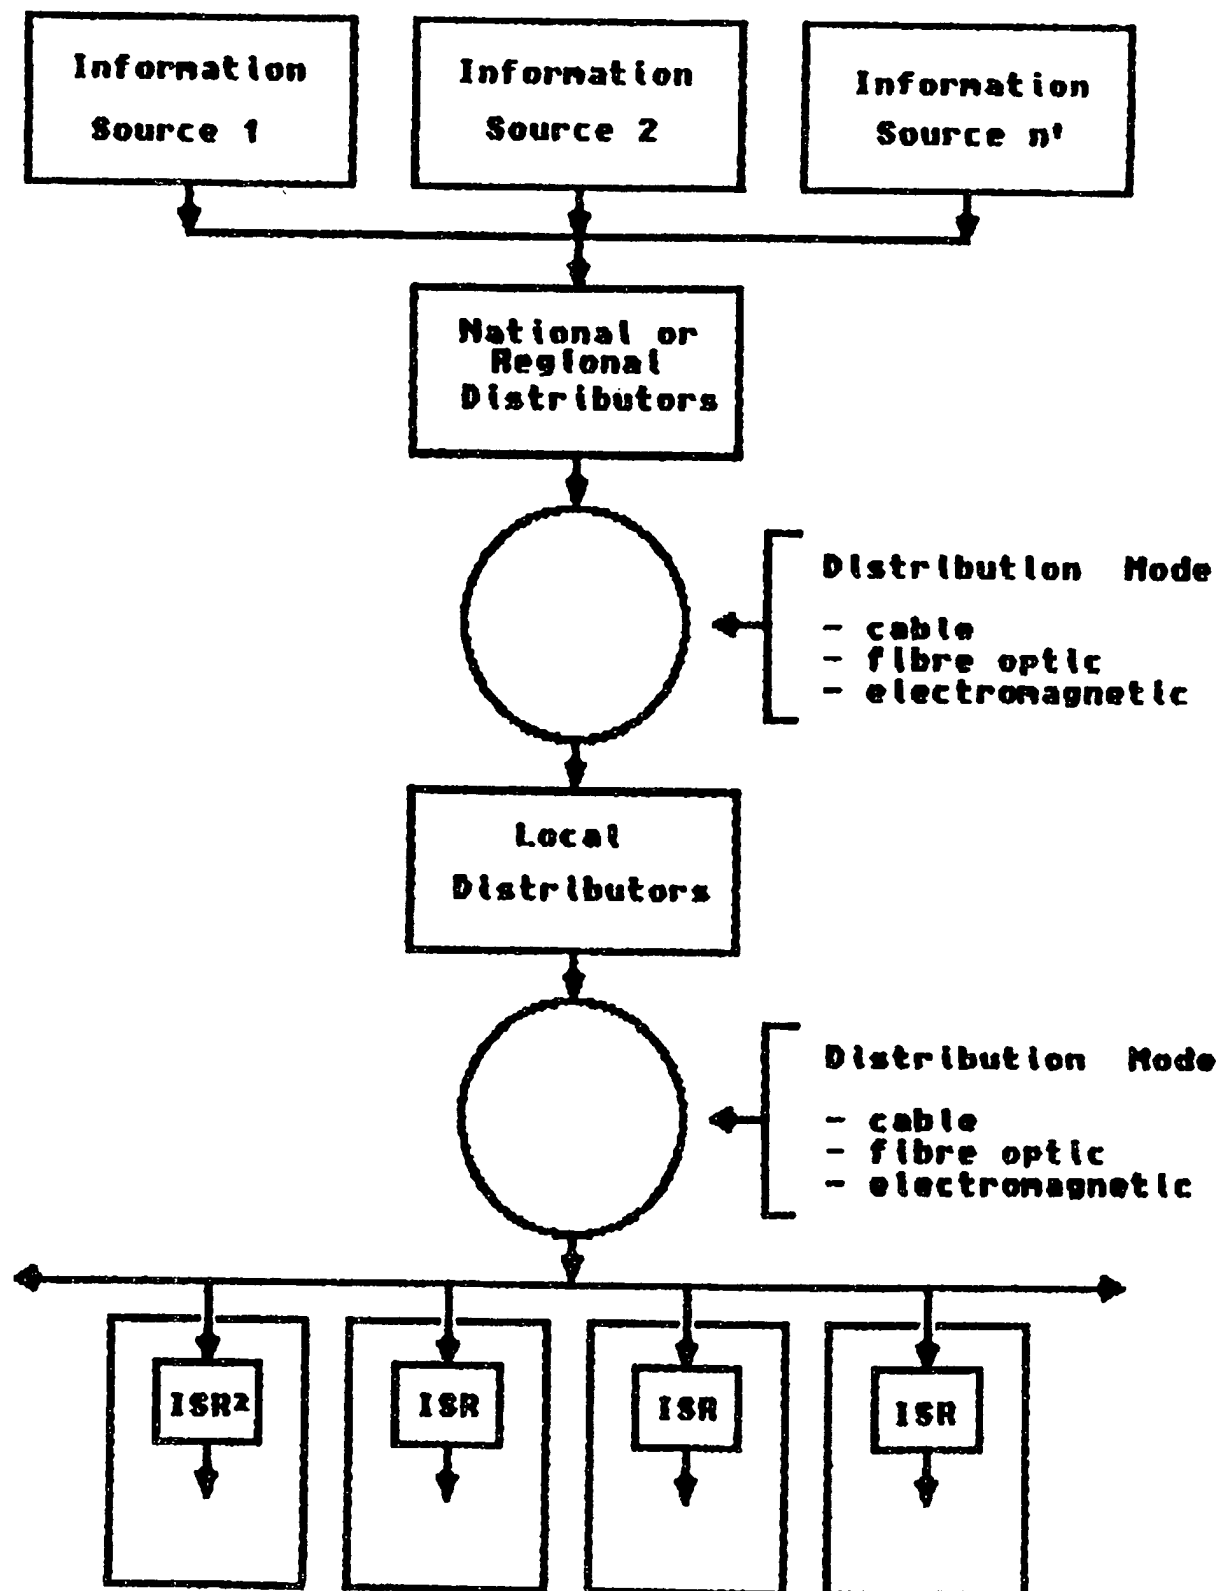 Information
Source 1
Information
Source 2
Information
Source n'
National or
Regional
Distributors
Distribution Mode
- cable
- fibre optic
- electromagnetic
Local
Distributors
Distribution Mode
- cable
- fibre optic
- electromagnetic
ISR²
ISR
ISR
ISR